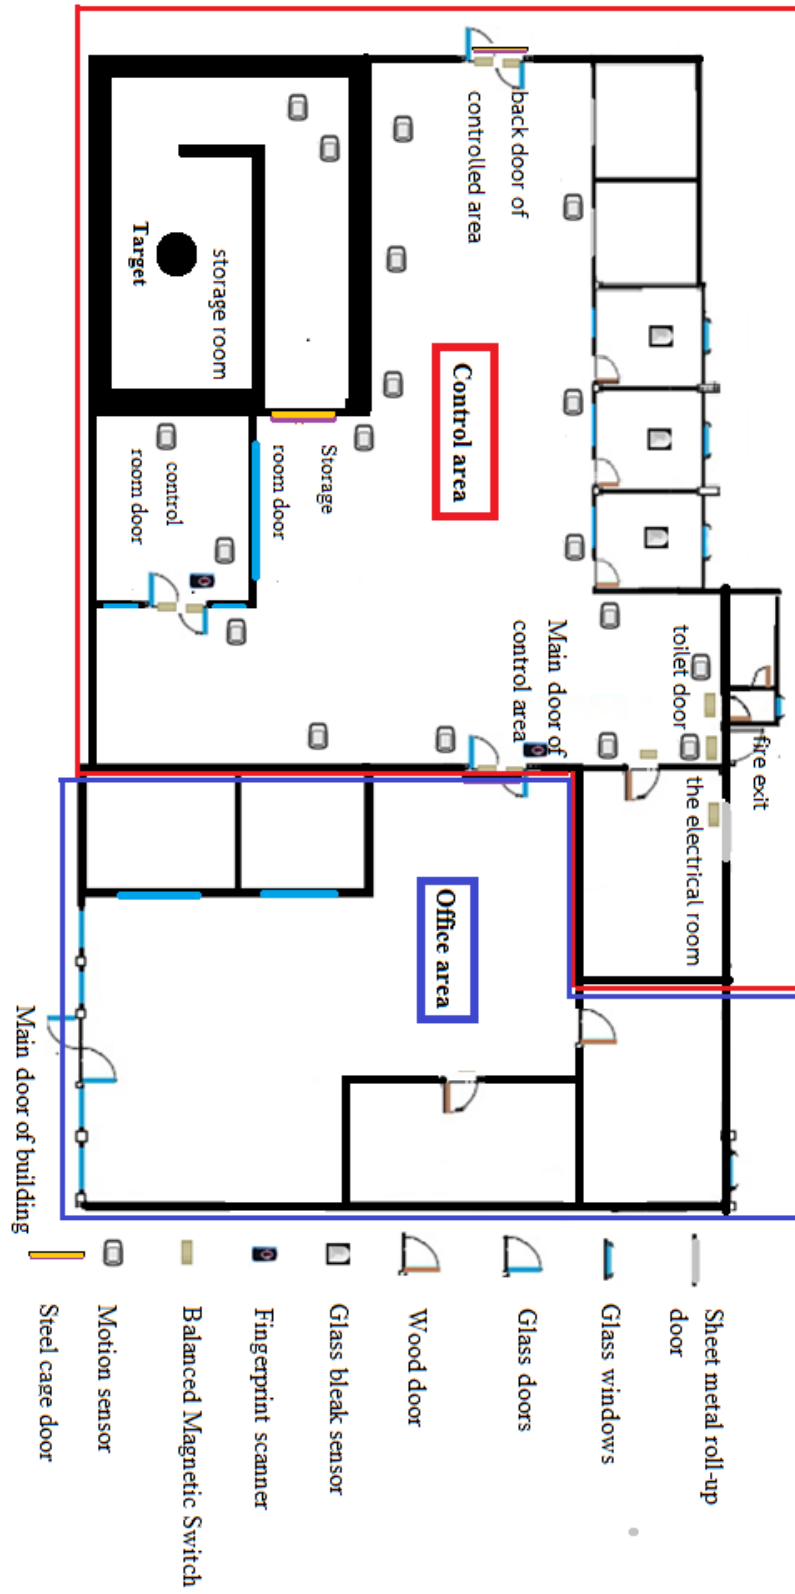 fire exit
toilet door
the electrical room
Main door of
control area
back door of
controlled area
Control area
Office area
Storage
room door
storage room
Target
control
room door
Main door of building
Sheet metal roll-up
door
Glass windows
Glass doors
Wood door
Glass bleak sensor
Fingerprint scanner
Balanced Magnetic Switch
Motion sensor
Steel cage door